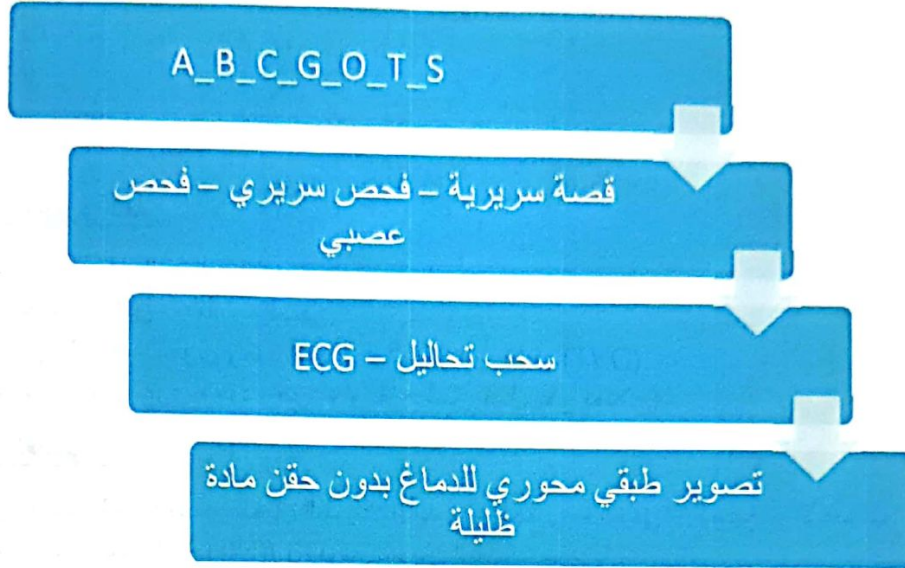 A_B_C_G_O_T_S
قصة سريرية – فحص سريري – فحص
عصبي
سحب تحاليل – ECG
تصوير طبقي محوري للدماغ بدون حقن مادة
ظليلة